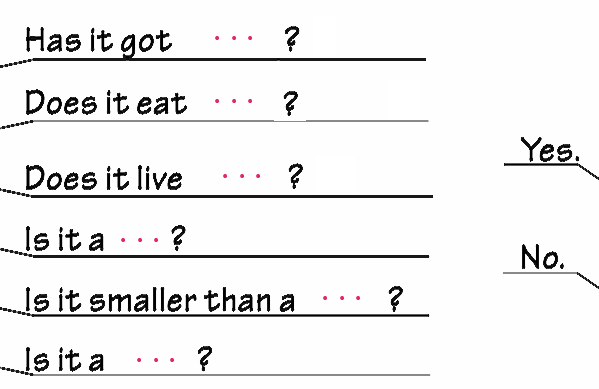 Has it got ... ?
Does it eat ... ?
Does it live ... ?
Is it a ... ?
Is it smaller than a ... ?
Is it a ... ?
Yes.
No.